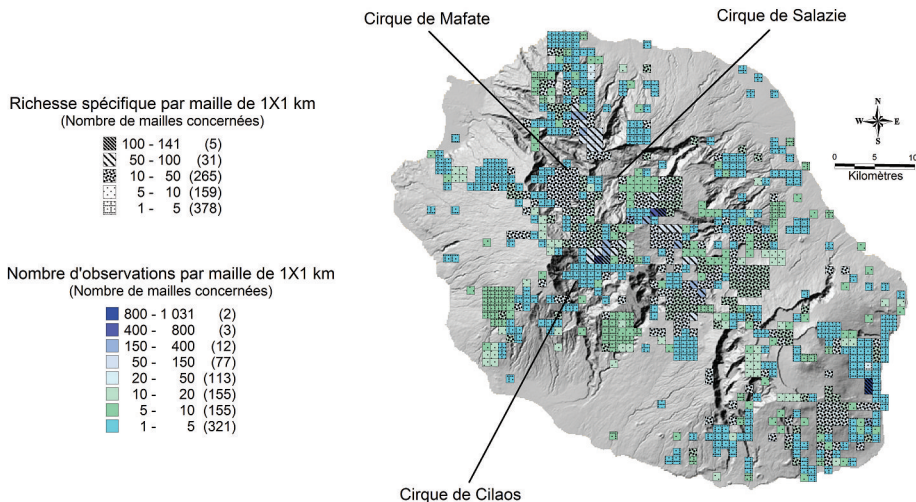 Cirque de Mafate
Cirque de Salazie
Richesse spécifique par maille de 1X1 km
(Nombre de mailles concernées)
100 - 141 (5)
50 - 100 (31)
10 - 50 (265)
5 - 10 (159)
1 - 5 (378)
N
W E
S
0 5 10
Kilomètres
Nombre d'observations par maille de 1X1 km
(Nombre de mailles concernées)
800 - 1 031 (2)
400 - 800 (3)
150 - 400 (12)
50 - 150 (77)
20 - 50 (113)
10 - 20 (155)
5 - 10 (155)
1 - 5 (321)
Cirque de Cilaos